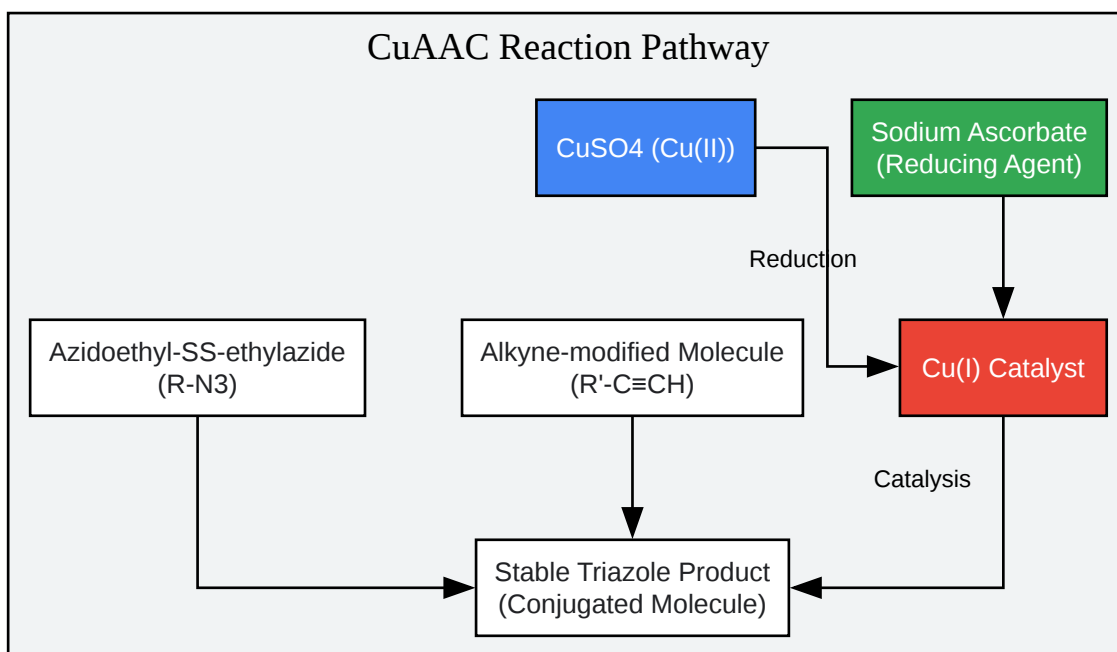 CuAAC Reaction Pathway
CuSO4 (Cu(II))
Sodium Ascorbate
(Reducing Agent)
Reduction
Azidoethyl-SS-ethylazide
(R-N3)
Alkyne-modified Molecule
(R'-C≡CH)
Cu(I) Catalyst
Catalysis
Stable Triazole Product
(Conjugated Molecule)